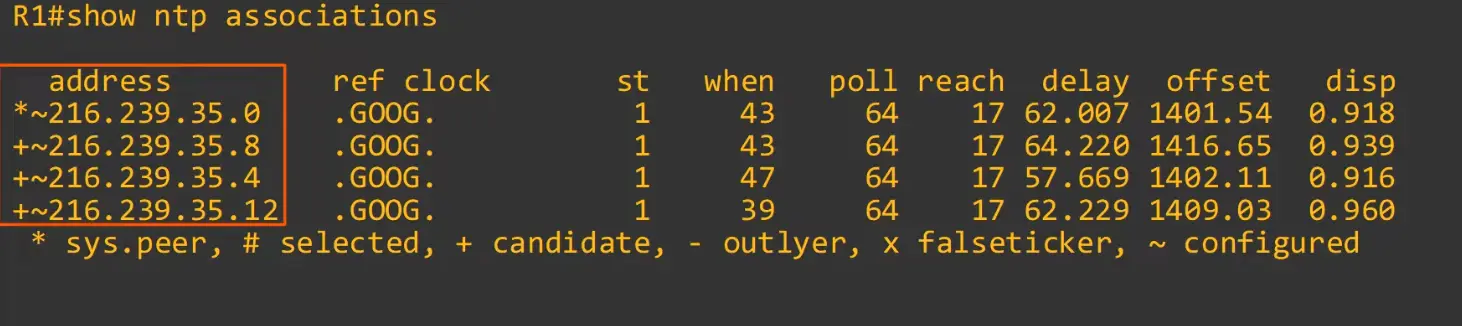 R1#show ntp associations
address ref clock st when poll reach delay offset disp
*~216.239.35.0 .GOOG. 1 43 64 17 62.007 1401.54 0.918
+~216.239.35.8 .GOOG. 1 43 64 17 64.220 1416.65 0.939
+~216.239.35.4 .GOOG. 1 47 64 17 57.669 1402.11 0.916
+~216.239.35.12 .GOOG. 1 39 64 17 62.229 1409.03 0.960
* sys.peer, # selected, + candidate, - outlyer, x falseticker, ~ configured